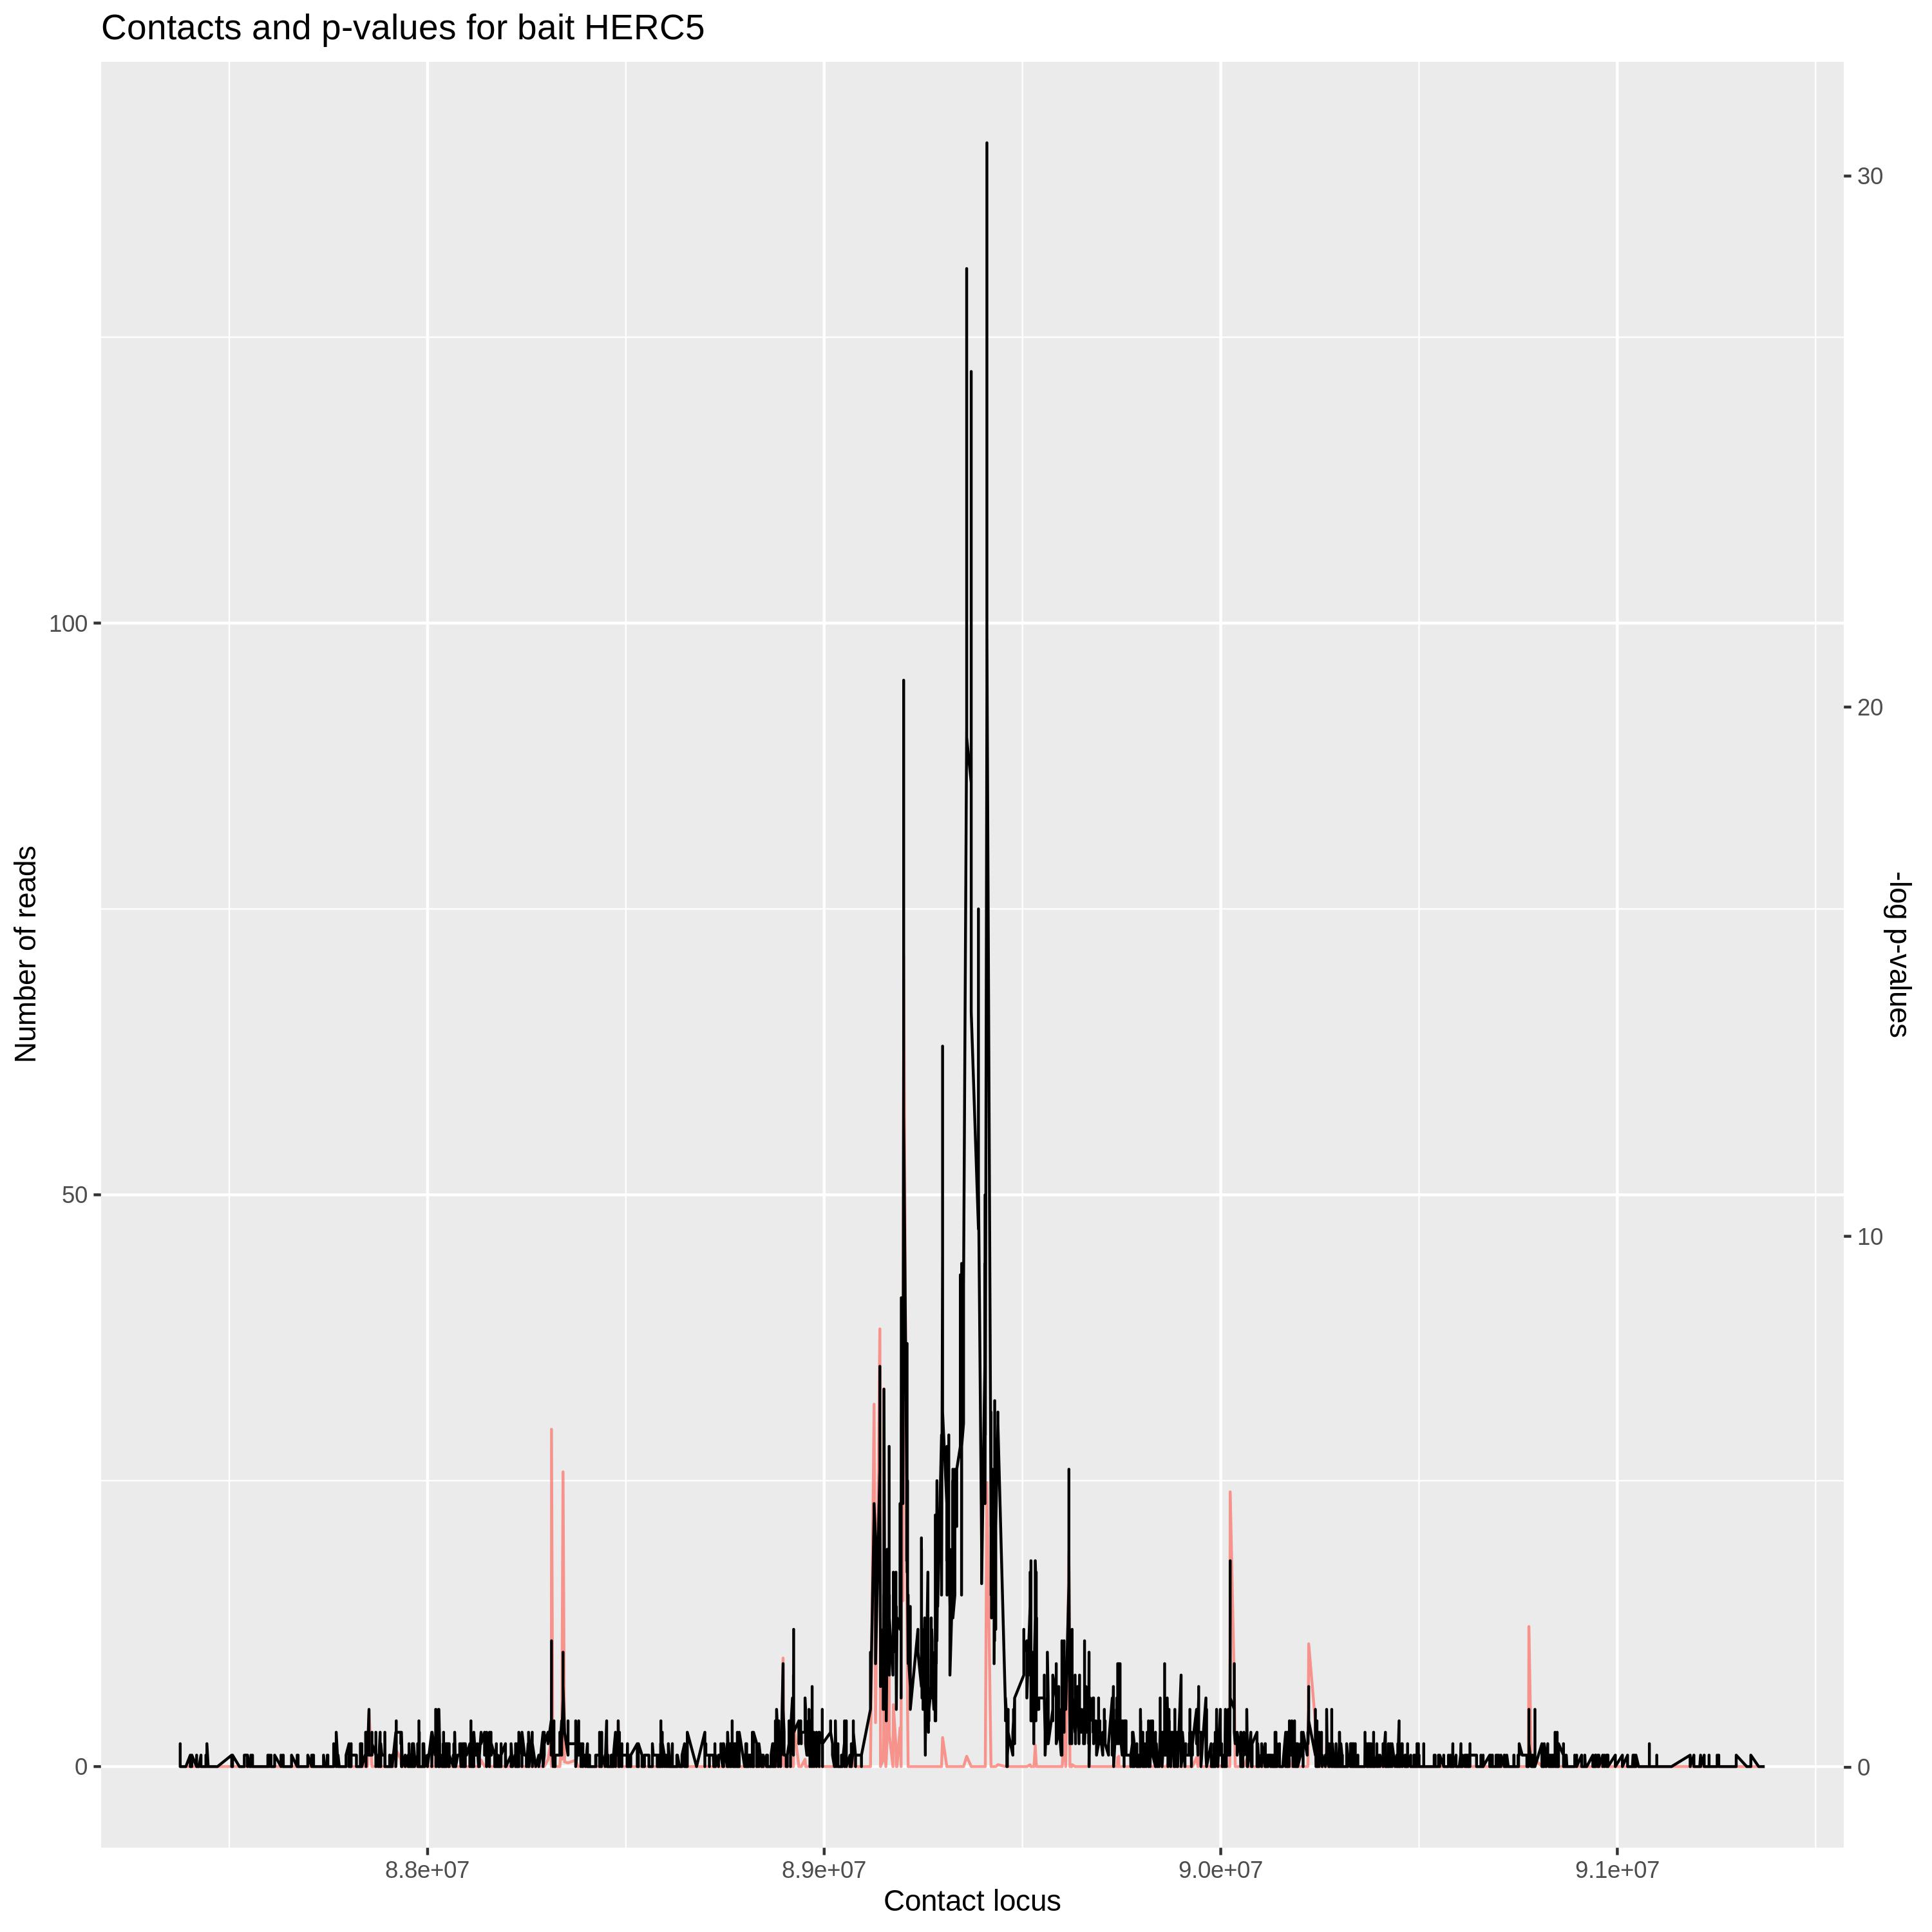 Contacts and p-values for bait HERC5
30
100
20
Number of reads
-log p-values
50
10
0
0
8.8e+07
8.9e+07
9.0e+07
9.1e+07
Contact locus